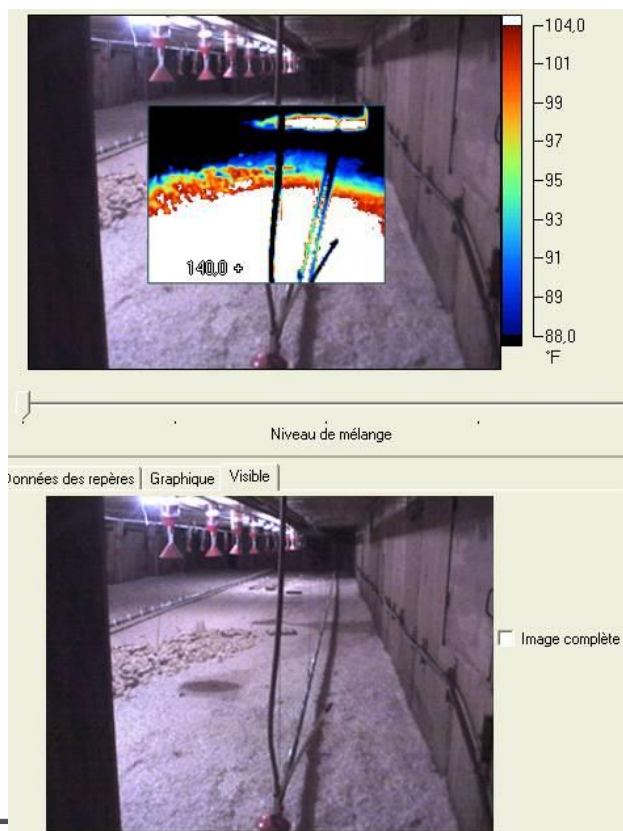 104,0
101
99
97
95
93
91
89
88,0
°F
140,0
Niveau de mélange
Données des repères
Graphique
Visible
Image complète